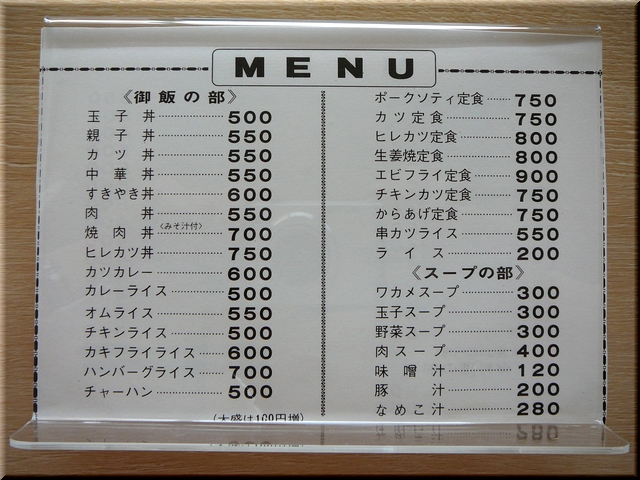 MENU
《御飯の部》
玉子丼 500
親子丼 550
カツ丼 550
中華丼 550
すきやき丼 600
肉丼 550
焼肉丼〈みそ汁付〉 700
ヒレカツ丼 750
カツカレー 600
カレーライス 500
オムライス 550
チキンライス 500
カキフライライス 600
ハンバーグライス 700
チャーハン 500
(大盛は100円増)
ポークソティ定食 750
カツ定食 750
ヒレカツ定食 800
生姜焼定食 800
エビフライ定食 900
チキンカツ定食 750
からあげ定食 750
串カツライス 550
ライス 200
《スープの部》
ワカメスープ 300
玉子スープ 300
野菜スープ 300
肉スープ 400
味噌汁 120
豚汁 200
なめこ汁 280